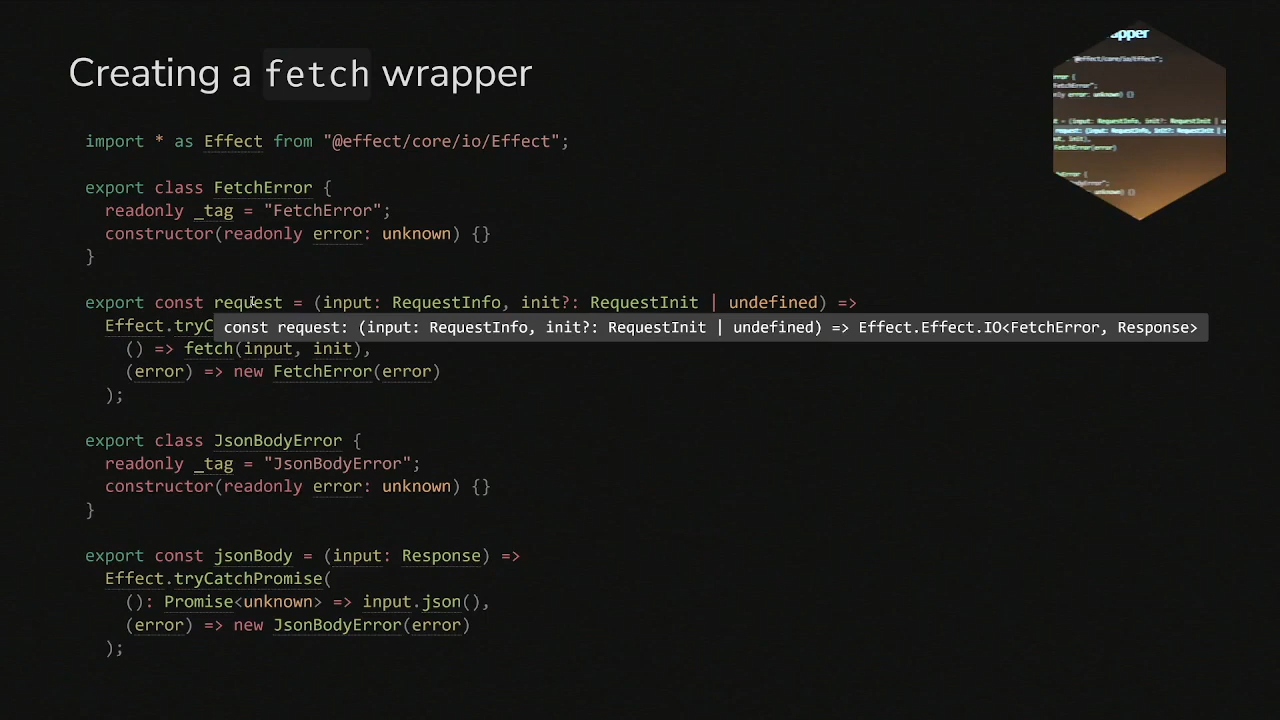 Creating a fetch wrapper
import * as Effect from "@effect/core/io/Effect";
export class FetchError {
readonly _tag = "FetchError";
constructor(readonly error: unknown) {}
}
export const request = (input: RequestInfo, init?: RequestInit | undefined) =>
Effect.tryC
const request: (input: RequestInfo, init?: RequestInit | undefined) => Effect.Effect.IO<FetchError, Response>
() => fetch(input, init),
(error) => new FetchError(error)
);
export class JsonBodyError {
readonly _tag = "JsonBodyError";
constructor(readonly error: unknown) {}
}
export const jsonBody = (input: Response) =>
Effect.tryCatchPromise(
(): Promise<unknown> => input.json(),
(error) => new JsonBodyError(error)
);